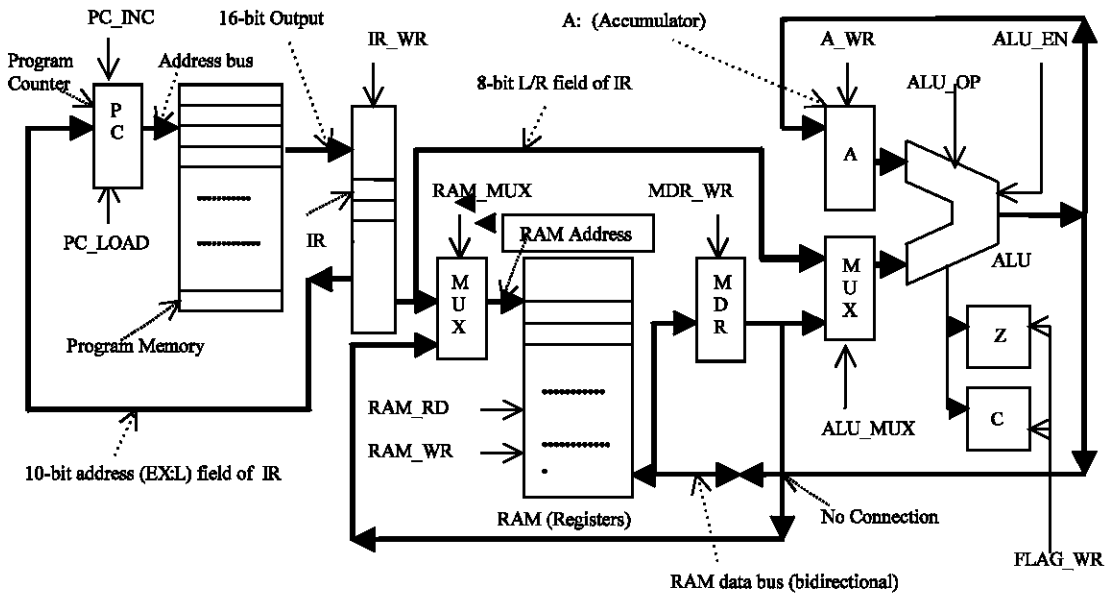 PC_INC
16-bit Output
A: (Accumulator)
IR_WR
A_WR
ALU_EN
Program
Counter
Address bus
8-bit L/R field of IR
ALU_OP
P
C
A
RAM_MUX
MDR_WR
PC_LOAD
IR
RAM Address
ALU
M
U
X
M
D
R
M
U
X
Program Memory
Z
RAM_RD
C
ALU_MUX
RAM_WR
10-bit address (EX:L) field of IR
RAM (Registers)
No Connection
FLAG_WR
RAM data bus (bidirectional)